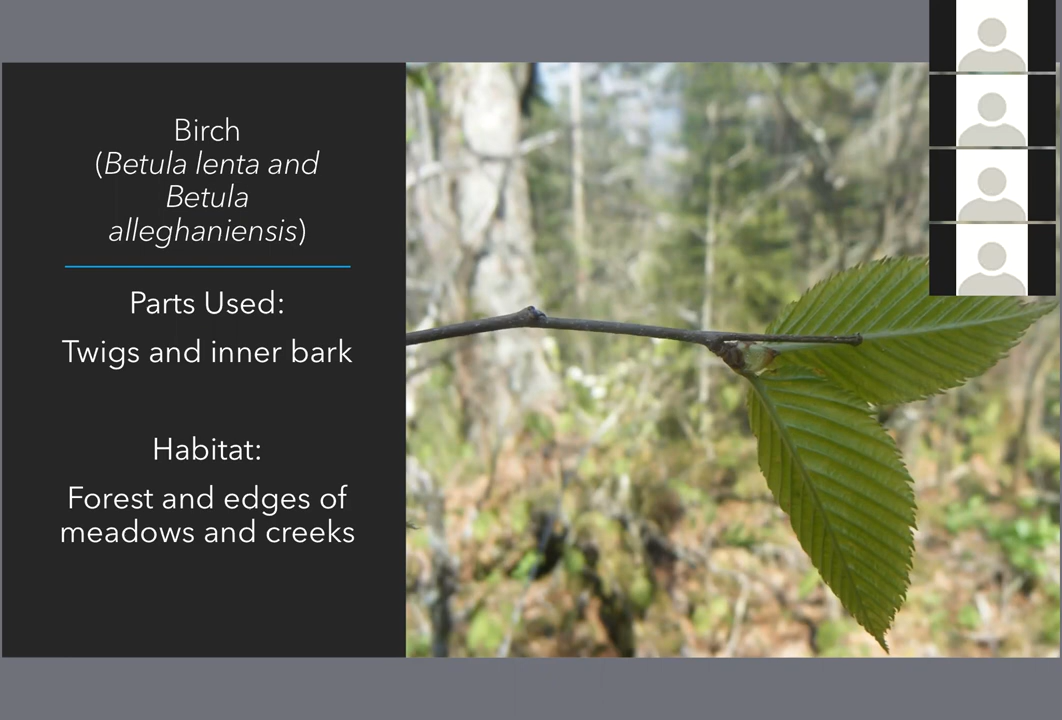 Birch
(Betula lenta and
Betula
alleghaniensis)
Parts Used:
Twigs and inner bark
Habitat:
Forest and edges of
meadows and creeks